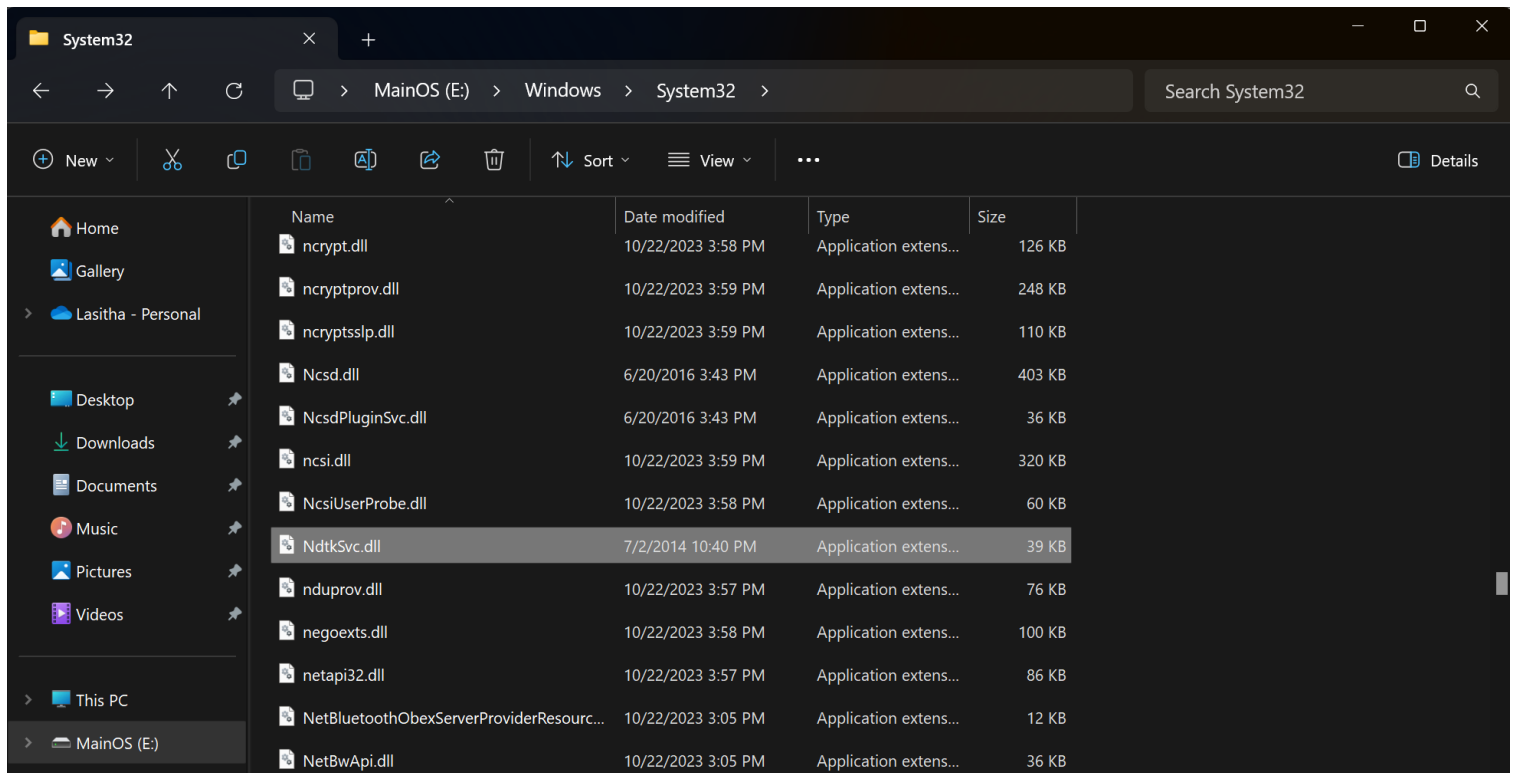 System32
MainOS (E:) Windows System32
Search System32
New
Sort
View
Details
Home
Gallery
Lasitha - Personal
Desktop
Downloads
Documents
Music
Pictures
Videos
This PC
MainOS (E:)
Name Date modified Type Size
ncrypt.dll 10/22/2023 3:58 PM Application extens... 126 KB
ncryptprov.dll 10/22/2023 3:59 PM Application extens... 248 KB
ncryptsslp.dll 10/22/2023 3:59 PM Application extens... 110 KB
Ncsd.dll 6/20/2016 3:43 PM Application extens... 403 KB
NcsdPluginSvc.dll 6/20/2016 3:43 PM Application extens... 36 KB
ncsi.dll 10/22/2023 3:59 PM Application extens... 320 KB
NcsiUserProbe.dll 10/22/2023 3:58 PM Application extens... 60 KB
NdtkSvc.dll 7/2/2014 10:40 PM Application extens... 39 KB
nduprov.dll 10/22/2023 3:57 PM Application extens... 76 KB
negoexts.dll 10/22/2023 3:58 PM Application extens... 100 KB
netapi32.dll 10/22/2023 3:57 PM Application extens... 86 KB
NetBluetoothObexServerProviderResourc... 10/22/2023 3:05 PM Application extens... 12 KB
NetBwApi.dll 10/22/2023 3:05 PM Application extens... 36 KB